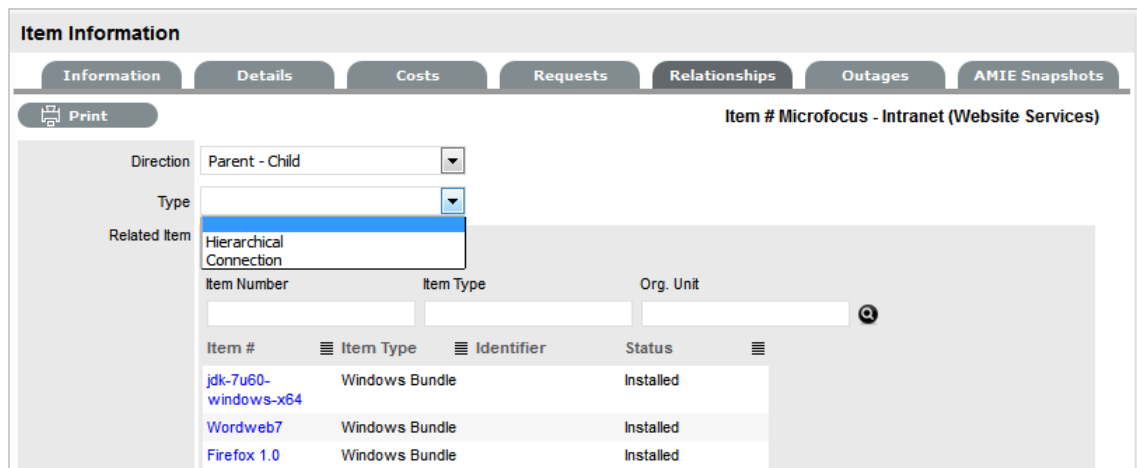 Item Information
Information Details Costs Requests Relationships Outages AMIE Snapshots
Print Item # Microfocus - Intranet (Website Services)
Direction Parent - Child
Type
Related Item
Hierarchical
Connection
Item Number Item Type Org. Unit
Item # Item Type Identifier Status
jdk-7u60-
windows-x64 Windows Bundle Installed
Wordweb7 Windows Bundle Installed
Firefox 1.0 Windows Bundle Installed